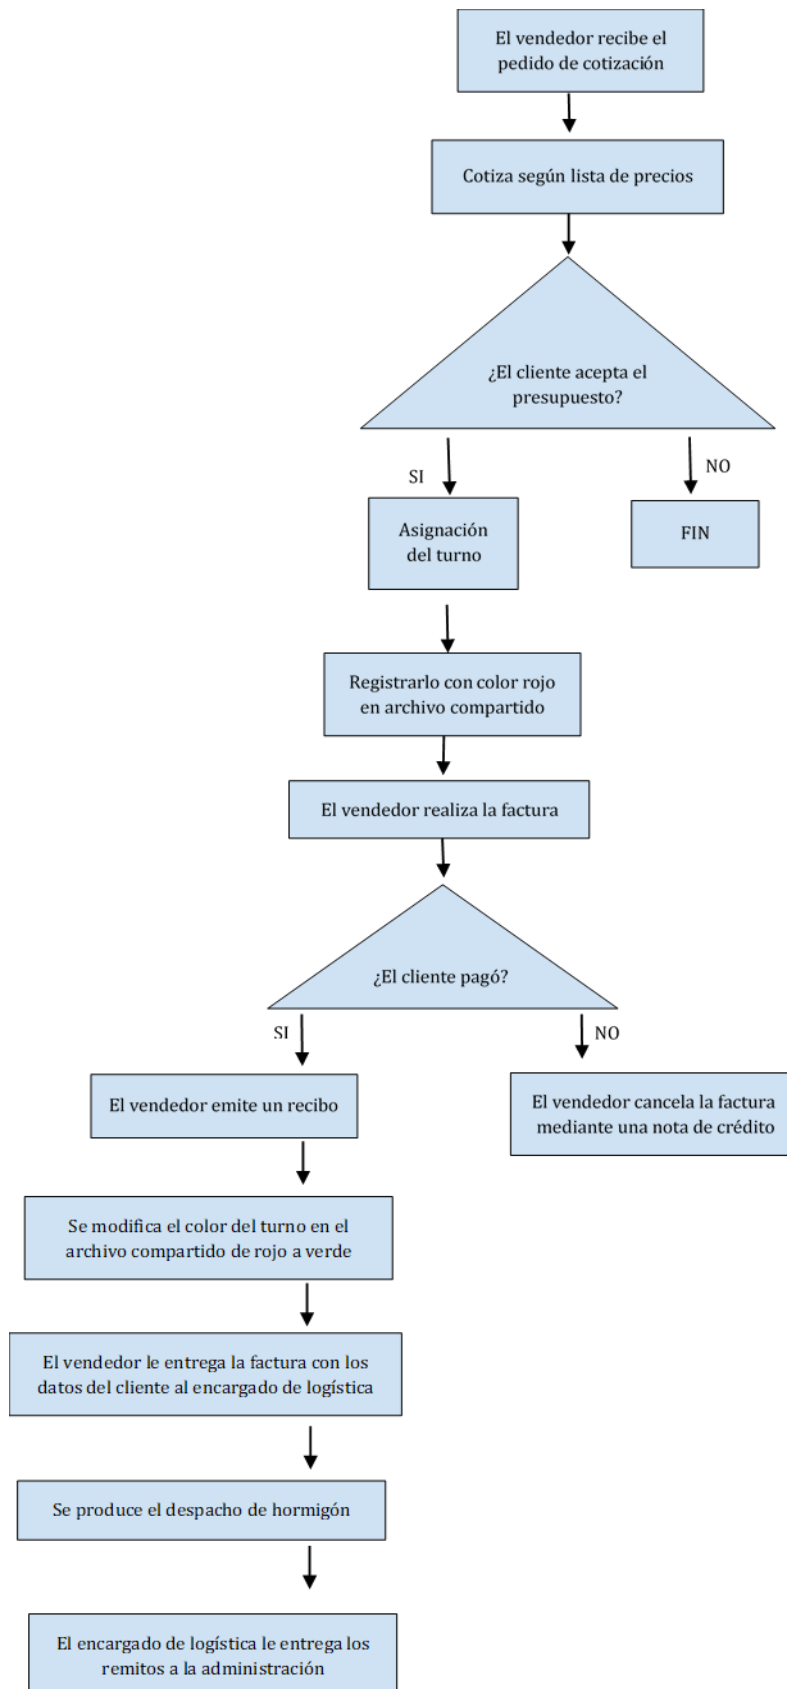 El vendedor recibe el
pedido de cotización
Cotiza según lista de precios
¿El cliente acepta el
presupuesto?
SI
NO
Asignación
del turno
FIN
Registrarlo con color rojo
en archivo compartido
El vendedor realiza la factura
¿El cliente pagó?
SI
NO
El vendedor emite un recibo
El vendedor cancela la factura
mediante una nota de crédito
Se modifica el color del turno en el
archivo compartido de rojo a verde
El vendedor le entrega la factura con los
datos del cliente al encargado de logística
Se produce el despacho de hormigón
El encargado de logística le entrega los
remitos a la administración